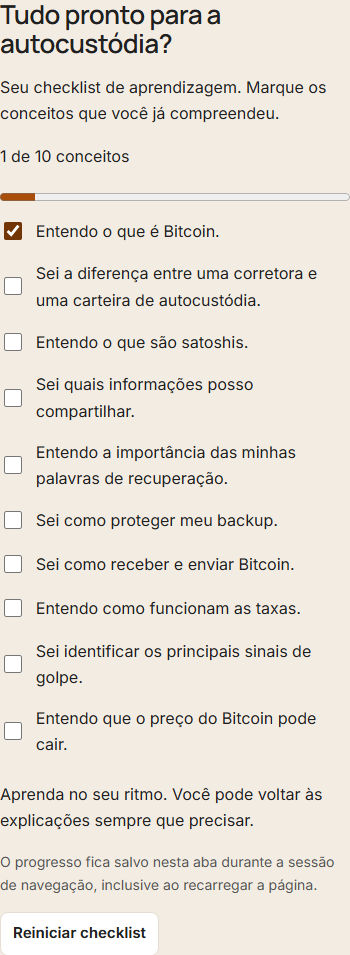 Tudo pronto para a
autocustódia?
Seu checklist de aprendizagem. Marque os
conceitos que você já compreendeu.
1 de 10 conceitos
Entendo o que é Bitcoin.
Sei a diferença entre uma corretora e
uma carteira de autocustódia.
Entendo o que são satoshis.
Sei quais informações posso
compartilhar.
Entendo a importância das minhas
palavras de recuperação.
Sei como proteger meu backup.
Sei como receber e enviar Bitcoin.
Entendo como funcionam as taxas.
Sei identificar os principais sinais de
golpe.
Entendo que o preço do Bitcoin pode
cair.
Aprenda no seu ritmo. Você pode voltar às
explicações sempre que precisar.
O progresso fica salvo nesta aba durante a sessão
de navegação, inclusive ao recarregar a página.
Reiniciar checklist